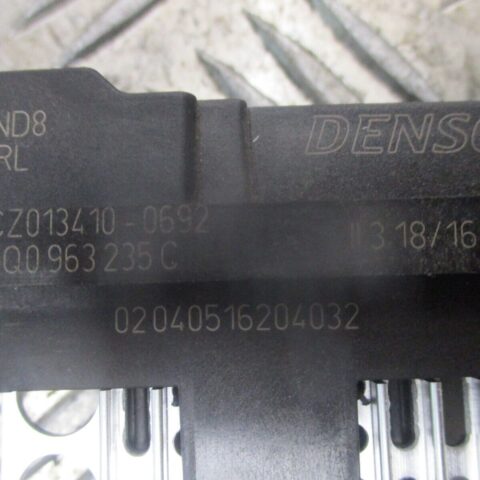 ND8
RL
DENSO
CZ013410-0692
3 18/16
Q0 963 235 C
02040516204032